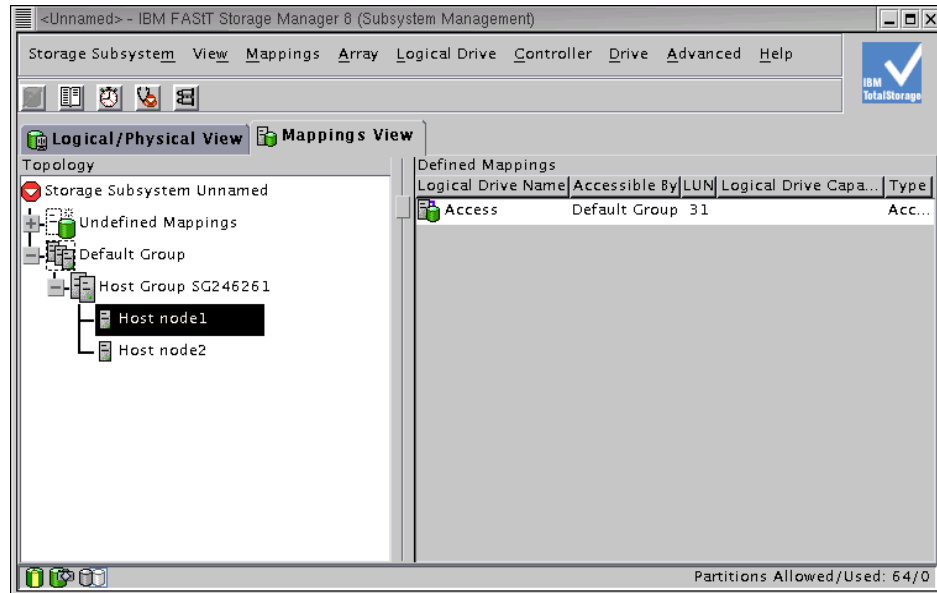 <Unnamed> - IBM FAStT Storage Manager 8 (Subsystem Management)
Storage Subsystem View Mappings Array Logical Drive Controller Drive Advanced Help
IBM
TotalStorage
Logical/Physical View Mappings View
Topology
Storage Subsystem Unnamed
Undefined Mappings
Default Group
Host Group SG246261
Host node1
Host node2
Defined Mappings
Logical Drive Name Accessible By LUN Logical Drive Capa... Type
Access Default Group 31 Acc...
Partitions Allowed/Used: 64/0